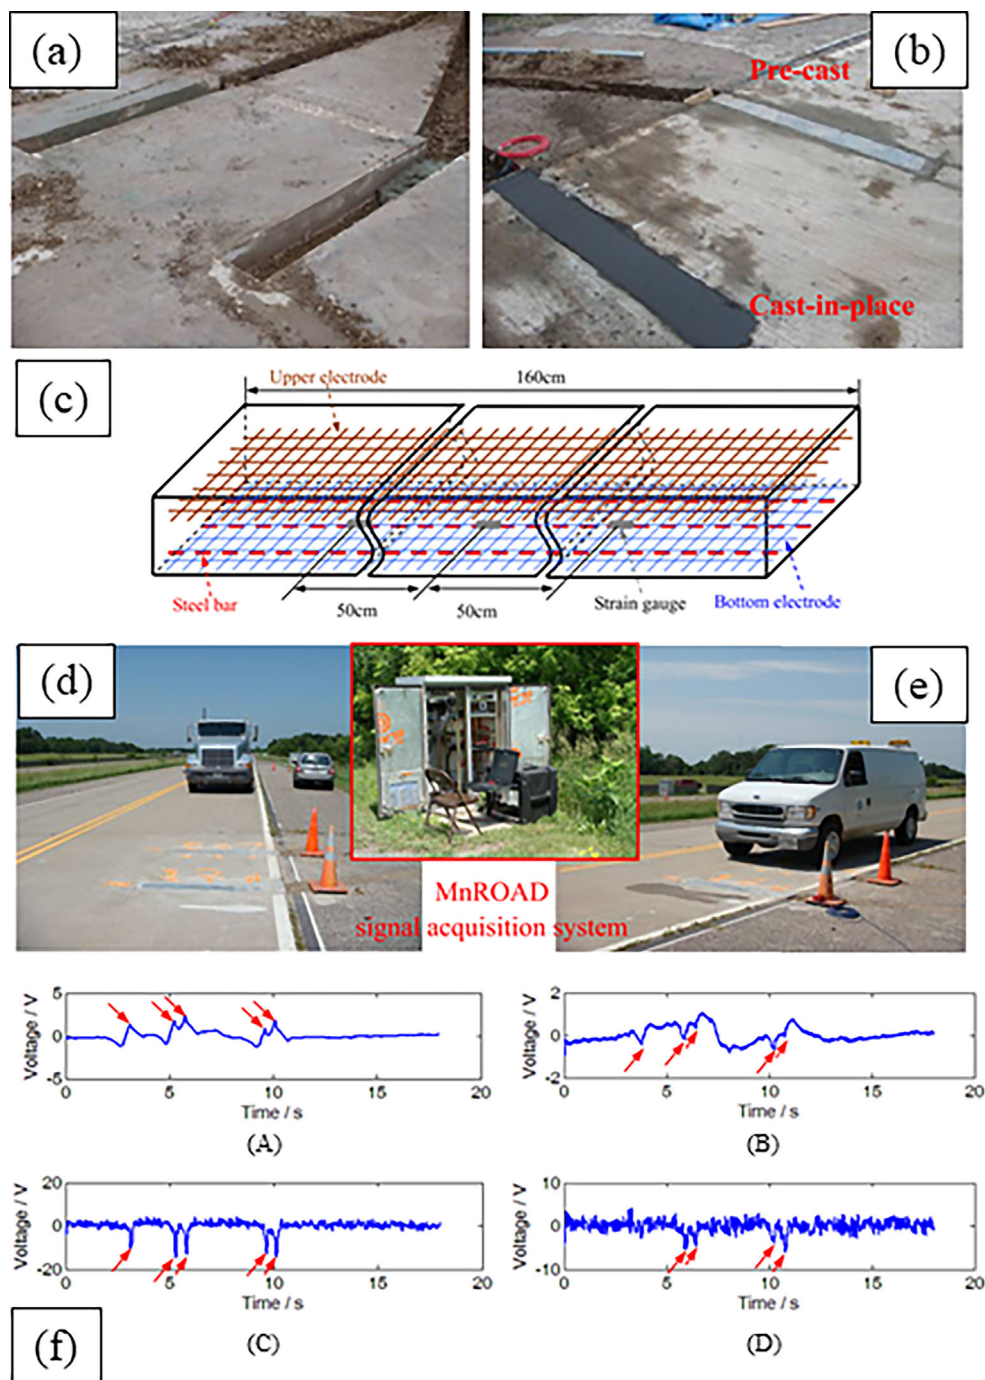 (a)
(b)
Pre-cast
Cast-in-place
(c)
Upper electrode
160cm
Steel bar
50cm
50cm
Strain gauge
Bottom electrode
(d)
(e)
MnROAD
signal acquisition system
5
0
-5
Voltage / V
0 5 10 15 20
Time / s
(A)
2
0
-2
Voltage / V
0 5 10 15 20
Time / s
(B)
20
0
-20
Voltage / V
0 5 10 15 20
Time / s
(C)
10
0
-10
Voltage / V
0 5 10 15 20
Time / s
(D)
(f)